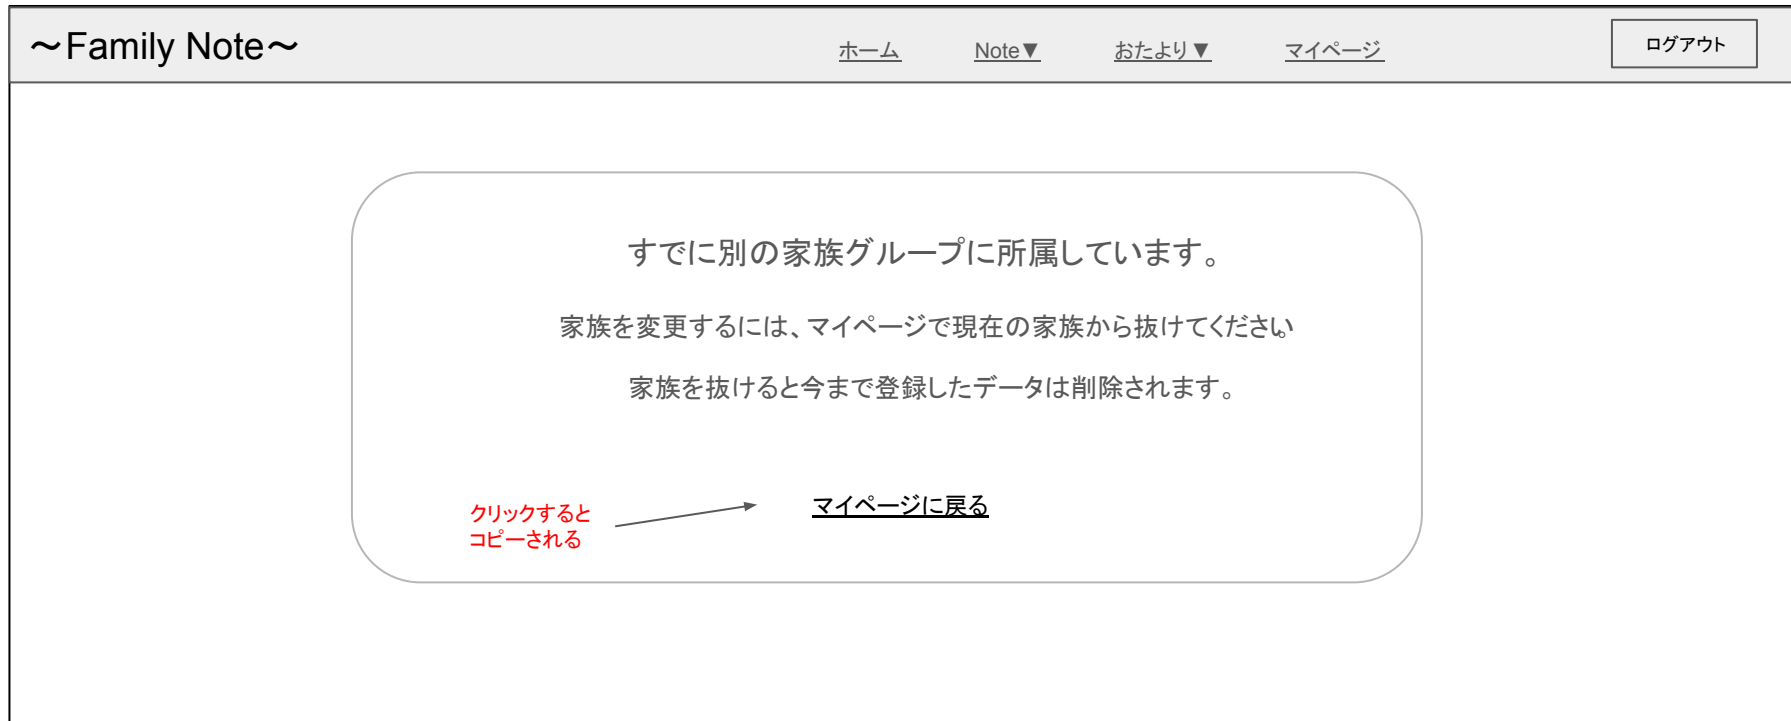 ～Family Note～
ホーム
Note▼
おたより▼
マイページ
ログアウト
すでに別の家族グループに所属しています。
家族を変更するには、マイページで現在の家族から抜けてください。
家族を抜けると今まで登録したデータは削除されます。
クリックすると
コピーされる
マイページに戻る